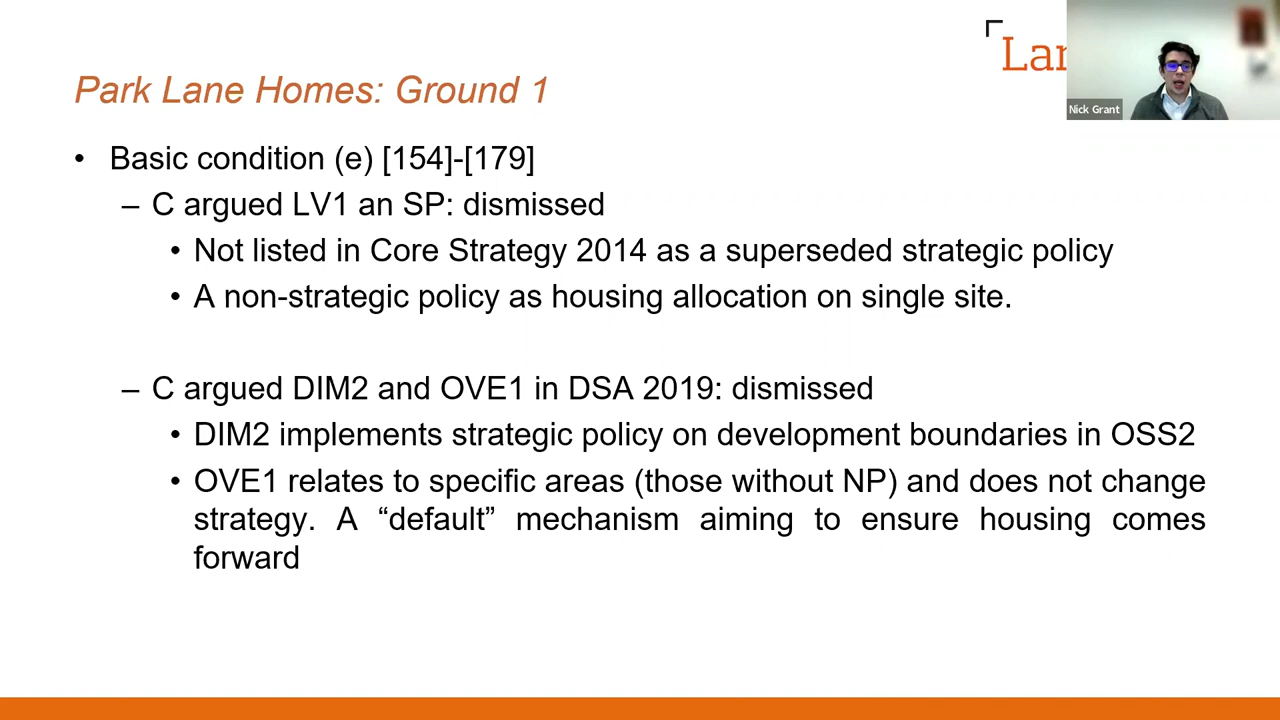 Park Lane Homes: Ground 1
Nick Grant
• Basic condition (e) [154]-[179]
– C argued LV1 an SP: dismissed
• Not listed in Core Strategy 2014 as a superseded strategic policy
• A non-strategic policy as housing allocation on single site.
– C argued DIM2 and OVE1 in DSA 2019: dismissed
• DIM2 implements strategic policy on development boundaries in OSS2
• OVE1 relates to specific areas (those without NP) and does not change
strategy. A “default” mechanism aiming to ensure housing comes
forward